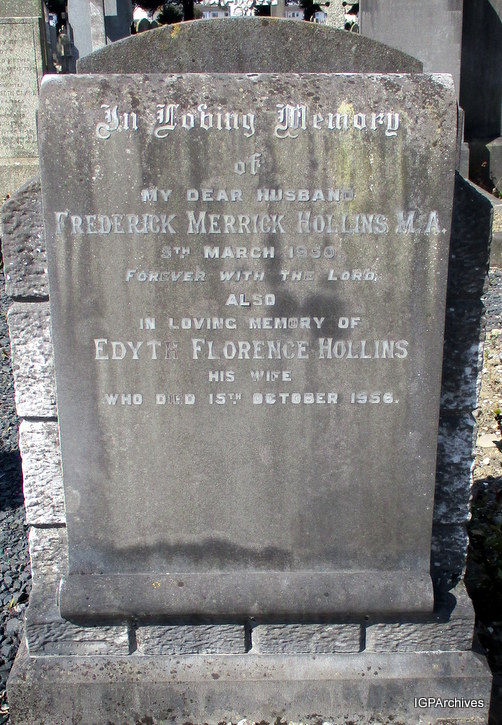 In Loving Memory
of
MY DEAR HUSBAND
FREDERICK MERRICK HOLLINS M.A.
5TH MARCH 1950
FOREVER WITH THE LORD,
ALSO
IN LOVING MEMORY OF
EDYTH FLORENCE HOLLINS
HIS WIFE
WHO DIED 15TH OCTOBER 1958.
IGPArchives